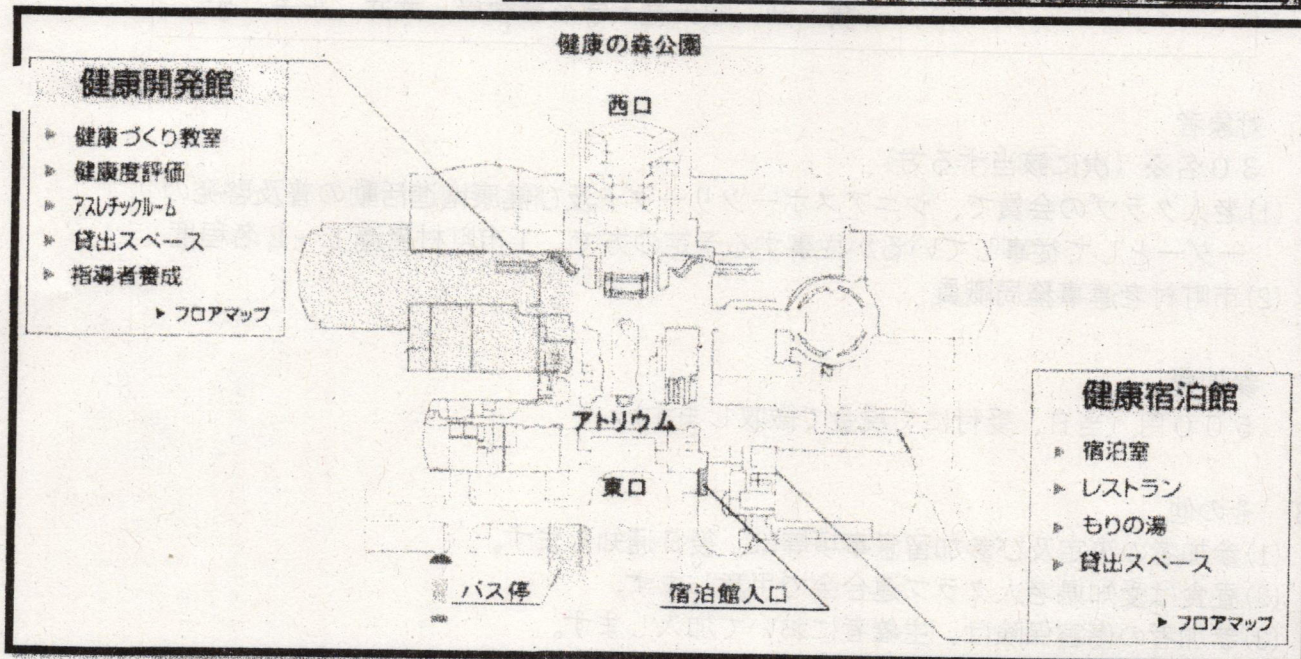 健康の森公園
健康開発館
▶ 健康づくり教室
▶ 健康度評価
▶ アスレチックルーム
▶ 貸出スペース
▶ 指導者養成
▶ フロアマップ
西口
アトリウム
東口
バス停
宿泊館入口
健康宿泊館
▶ 宿泊室
▶ レストラン
▶ もりの湯
▶ 貸出スペース
▶ フロアマップ